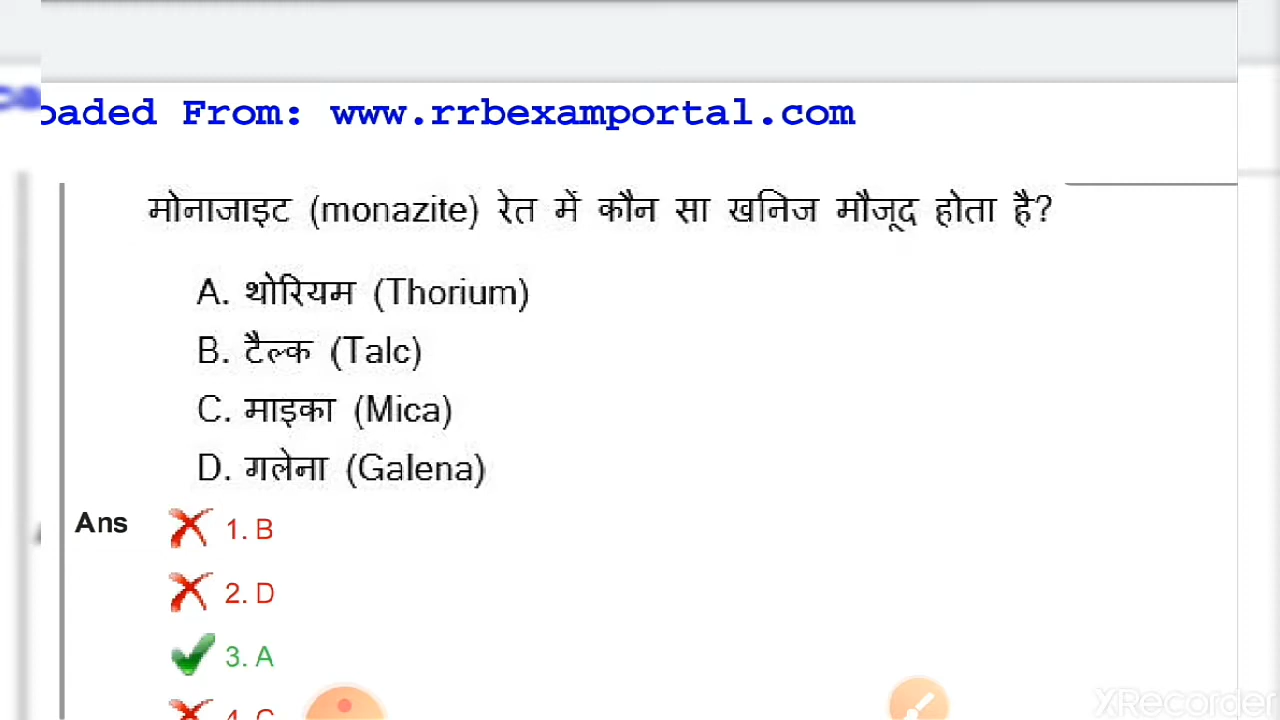 oaded From: www.rrbexamportal.com
मोनाजाइट (monazite) रेत में कौन सा खनिज मौजूद होता है?
A. थोरियम (Thorium)
B. टैल्क (Talc)
C. माइका (Mica)
D. गलेना (Galena)
Ans
1. B
2. D
3. A
4. C
XRecorder